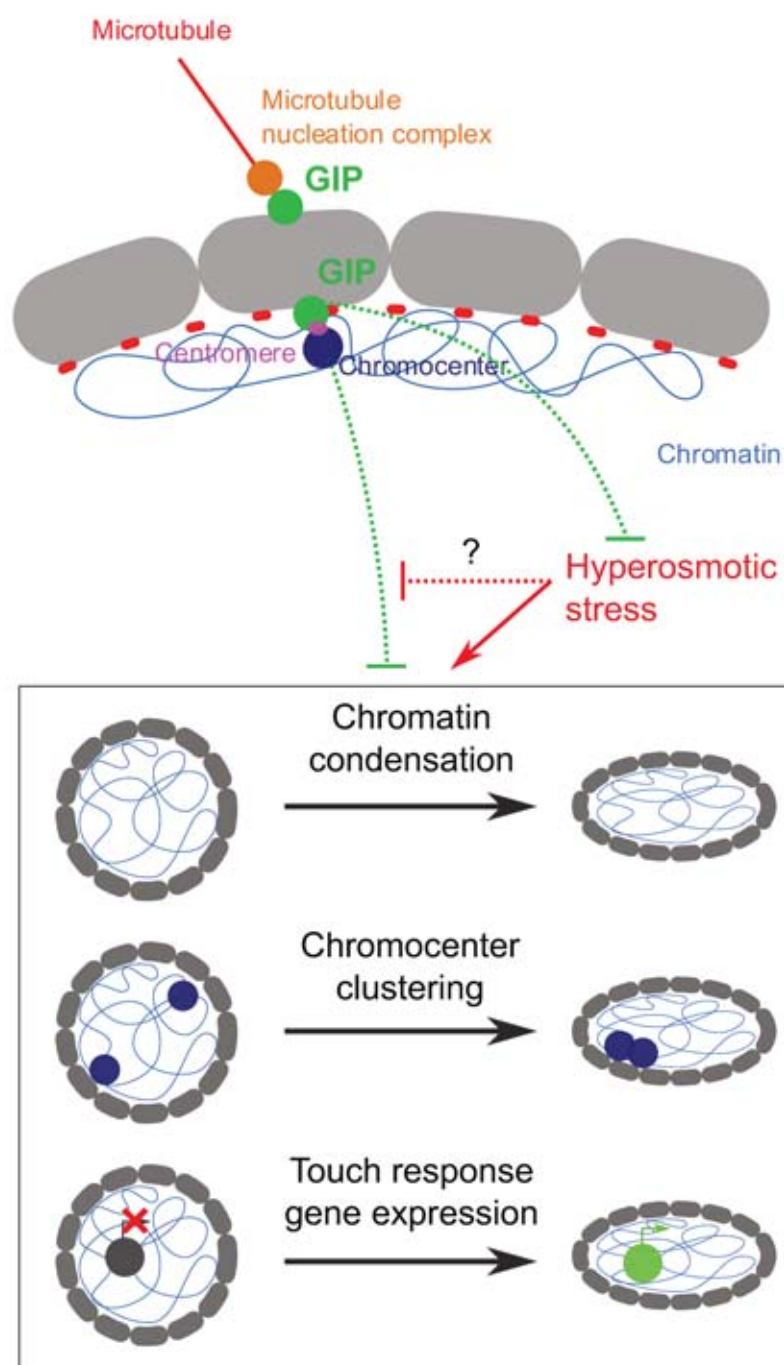 Microtubule
Microtubule
nucleation complex
GIP
GIP
Centromere
Chromocenter
Chromatin
?
Hyperosmotic
stress
Chromatin
condensation
Chromocenter
clustering
Touch response
gene expression